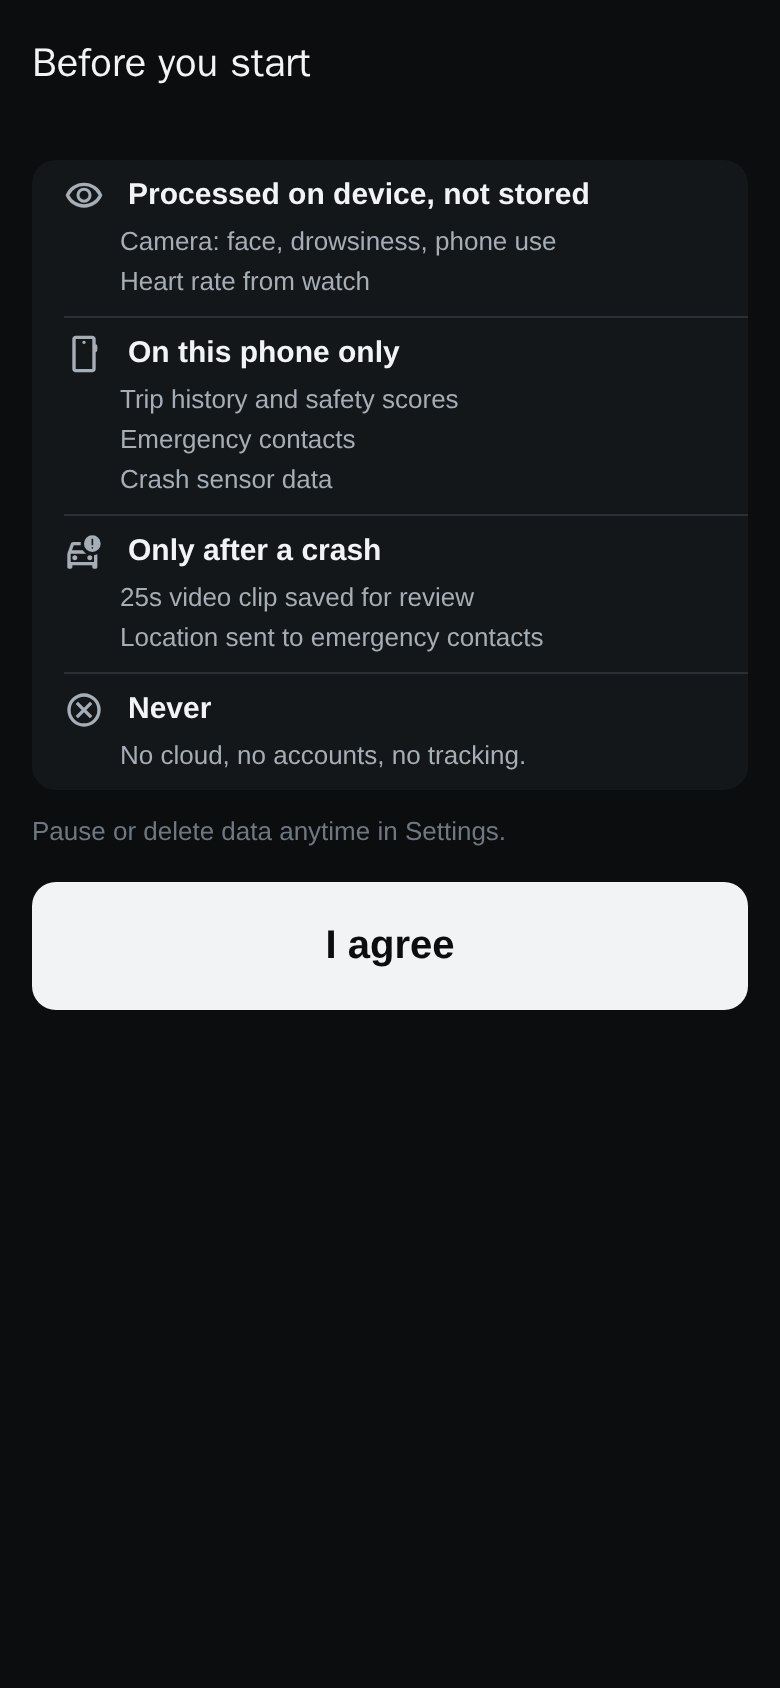 Before you start
Processed on device, not stored
Camera: face, drowsiness, phone use
Heart rate from watch
On this phone only
Trip history and safety scores
Emergency contacts
Crash sensor data
Only after a crash
25s video clip saved for review
Location sent to emergency contacts
Never
No cloud, no accounts, no tracking.
Pause or delete data anytime in Settings.
I agree